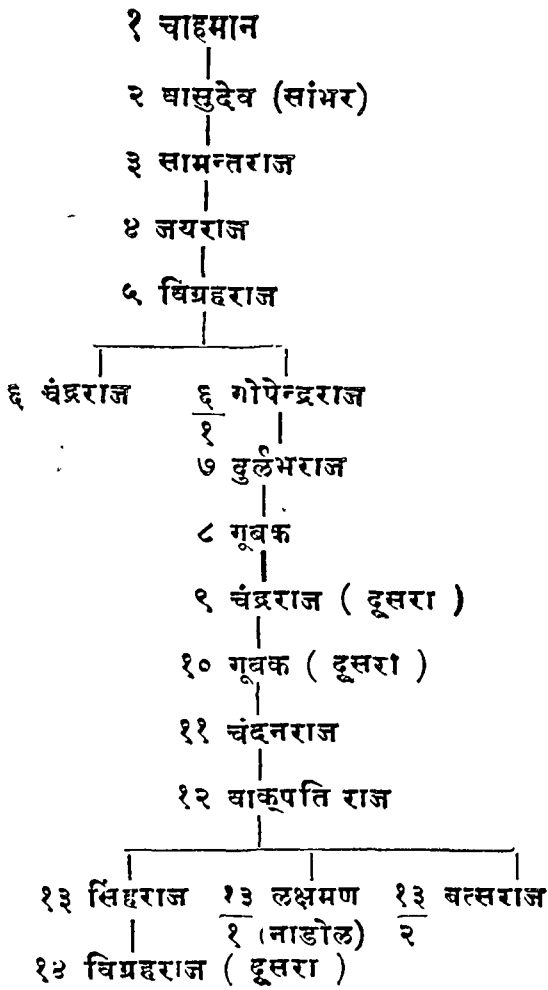 १ चाहमान
२ वासुदेव (सांभर)
३ सामन्तराज
४ जयराज
५ विग्रहराज
६ चंद्रराज ६/१ गोपेन्द्रराज
७ दुर्लभराज
८ गूवक
९ चंद्रराज ( दूसरा )
१० गूवक ( दूसरा )
११ चंदनराज
१२ वाक्पति राज
१३ सिंहराज १३/१ लक्षमण १३/२ वत्सराज
(नाडोल)
१४ विग्रहराज ( दूसरा )